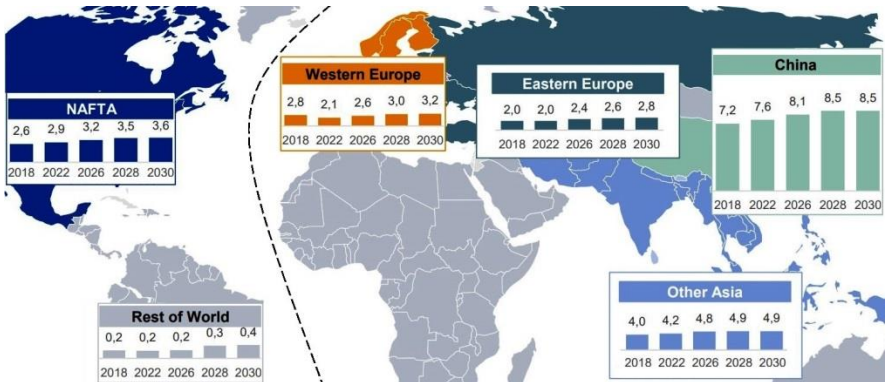 NAFTA
2,6 2,9 3,2 3,5 3,6
2018 2022 2026 2028 2030
Western Europe
2,8 2,1 2,6 3,0 3,2
2018 2022 2026 2028 2030
Eastern Europe
2,0 2,0 2,4 2,6 2,8
2018 2022 2026 2028 2030
China
7,2 7,6 8,1 8,5 8,5
2018 2022 2026 2028 2030
Rest of World
0,2 0,2 0,2 0,3 0,4
2018 2022 2026 2028 2030
Other Asia
4,0 4,2 4,8 4,9 4,9
2018 2022 2026 2028 2030